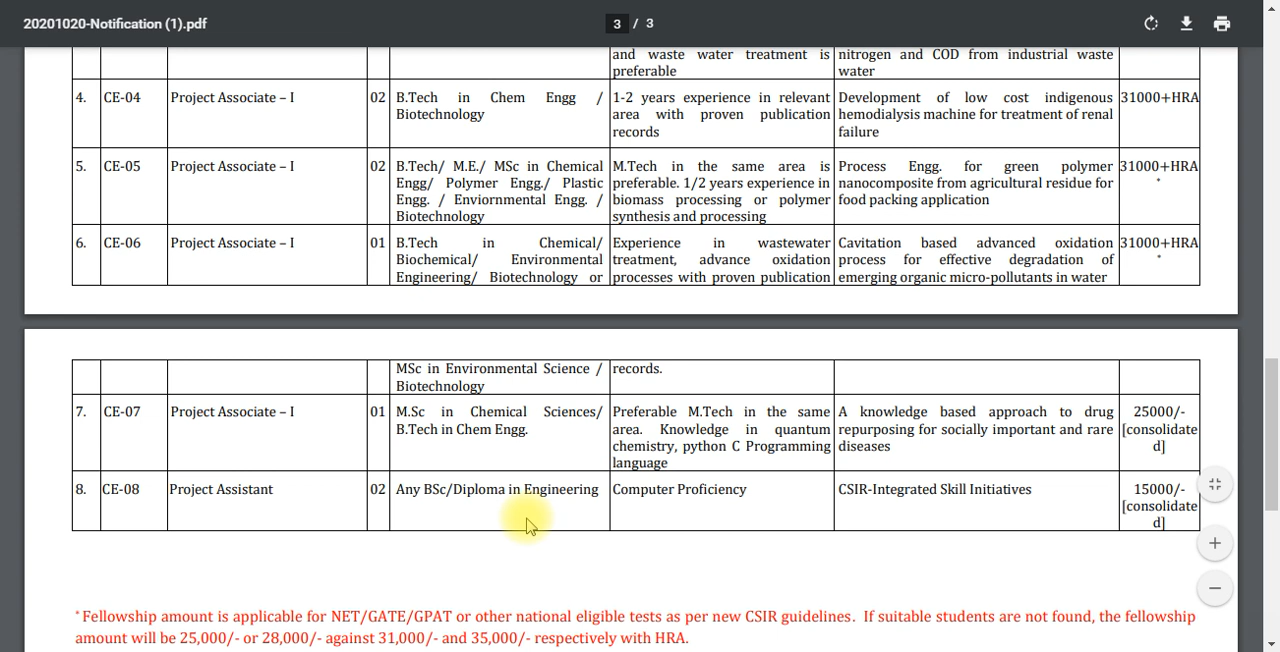 20201020-Notification (1).pdf
3 / 3
and waste water treatment is preferable
nitrogen and COD from industrial waste water
4. CE-04 Project Associate – I 02 B.Tech in Chem Engg / Biotechnology 1-2 years experience in relevant area with proven publication records Development of low cost indigenous hemodialysis machine for treatment of renal failure 31000+HRA
5. CE-05 Project Associate – I 02 B.Tech/ M.E./ MSc in Chemical Engg/ Polymer Engg./ Plastic Engg. / Enviornmental Engg. / Biotechnology M.Tech in the same area is preferable. 1/2 years experience in biomass processing or polymer synthesis and processing Process Engg. for green polymer nanocomposite from agricultural residue for food packing application 31000+HRA *
6. CE-06 Project Associate – I 01 B.Tech in Chemical/ Biochemical/ Environmental Engineering/ Biotechnology or Experience in wastewater treatment, advance oxidation processes with proven publication Cavitation based advanced oxidation process for effective degradation of emerging organic micro-pollutants in water 31000+HRA *
MSc in Environmental Science / Biotechnology records.
7. CE-07 Project Associate – I 01 M.Sc in Chemical Sciences/ B.Tech in Chem Engg. Preferable M.Tech in the same area. Knowledge in quantum chemistry, python C Programming language A knowledge based approach to drug repurposing for socially important and rare diseases 25000/- [consolidated]
8. CE-08 Project Assistant 02 Any BSc/Diploma in Engineering Computer Proficiency CSIR-Integrated Skill Initiatives 15000/- [consolidated]
*Fellowship amount is applicable for NET/GATE/GPAT or other national eligible tests as per new CSIR guidelines. If suitable students are not found, the fellowship
amount will be 25,000/- or 28,000/- against 31,000/- and 35,000/- respectively with HRA.